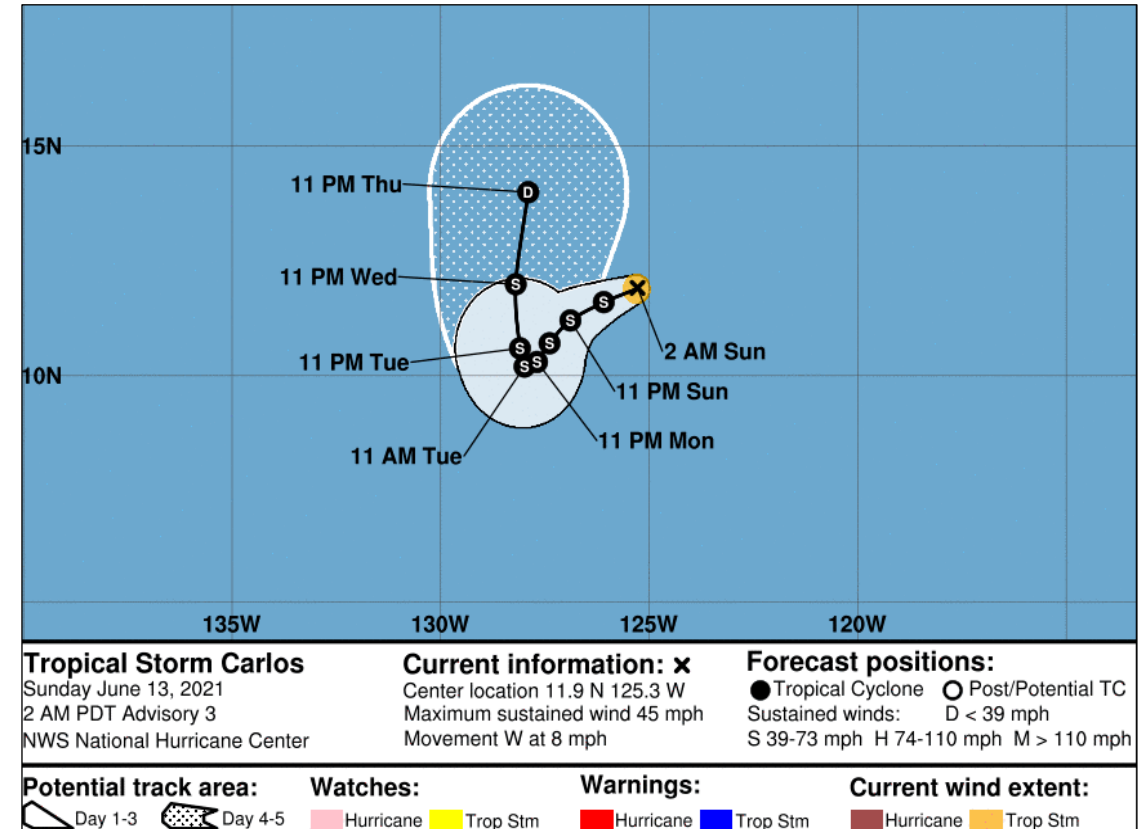 15N
11 PM Thu
D
11 PM Wed
S
S
2 AM Sun
11 PM Tue
S
S
S
S
S
10N
11 PM Sun
11 PM Mon
11 AM Tue
135W 130W 125W 120W
Tropical Storm Carlos
Sunday June 13, 2021
2 AM PDT Advisory 3
NWS National Hurricane Center
Current information: ×
Center location 11.9 N 125.3 W
Maximum sustained wind 45 mph
Movement W at 8 mph
Forecast positions:
Tropical Cyclone Post/Potential TC
Sustained winds: D < 39 mph
S 39-73 mph H 74-110 mph M > 110 mph
Potential track area:
Day 1-3 Day 4-5
Watches:
Hurricane Trop Stm
Warnings:
Hurricane Trop Stm
Current wind extent:
Hurricane Trop Stm